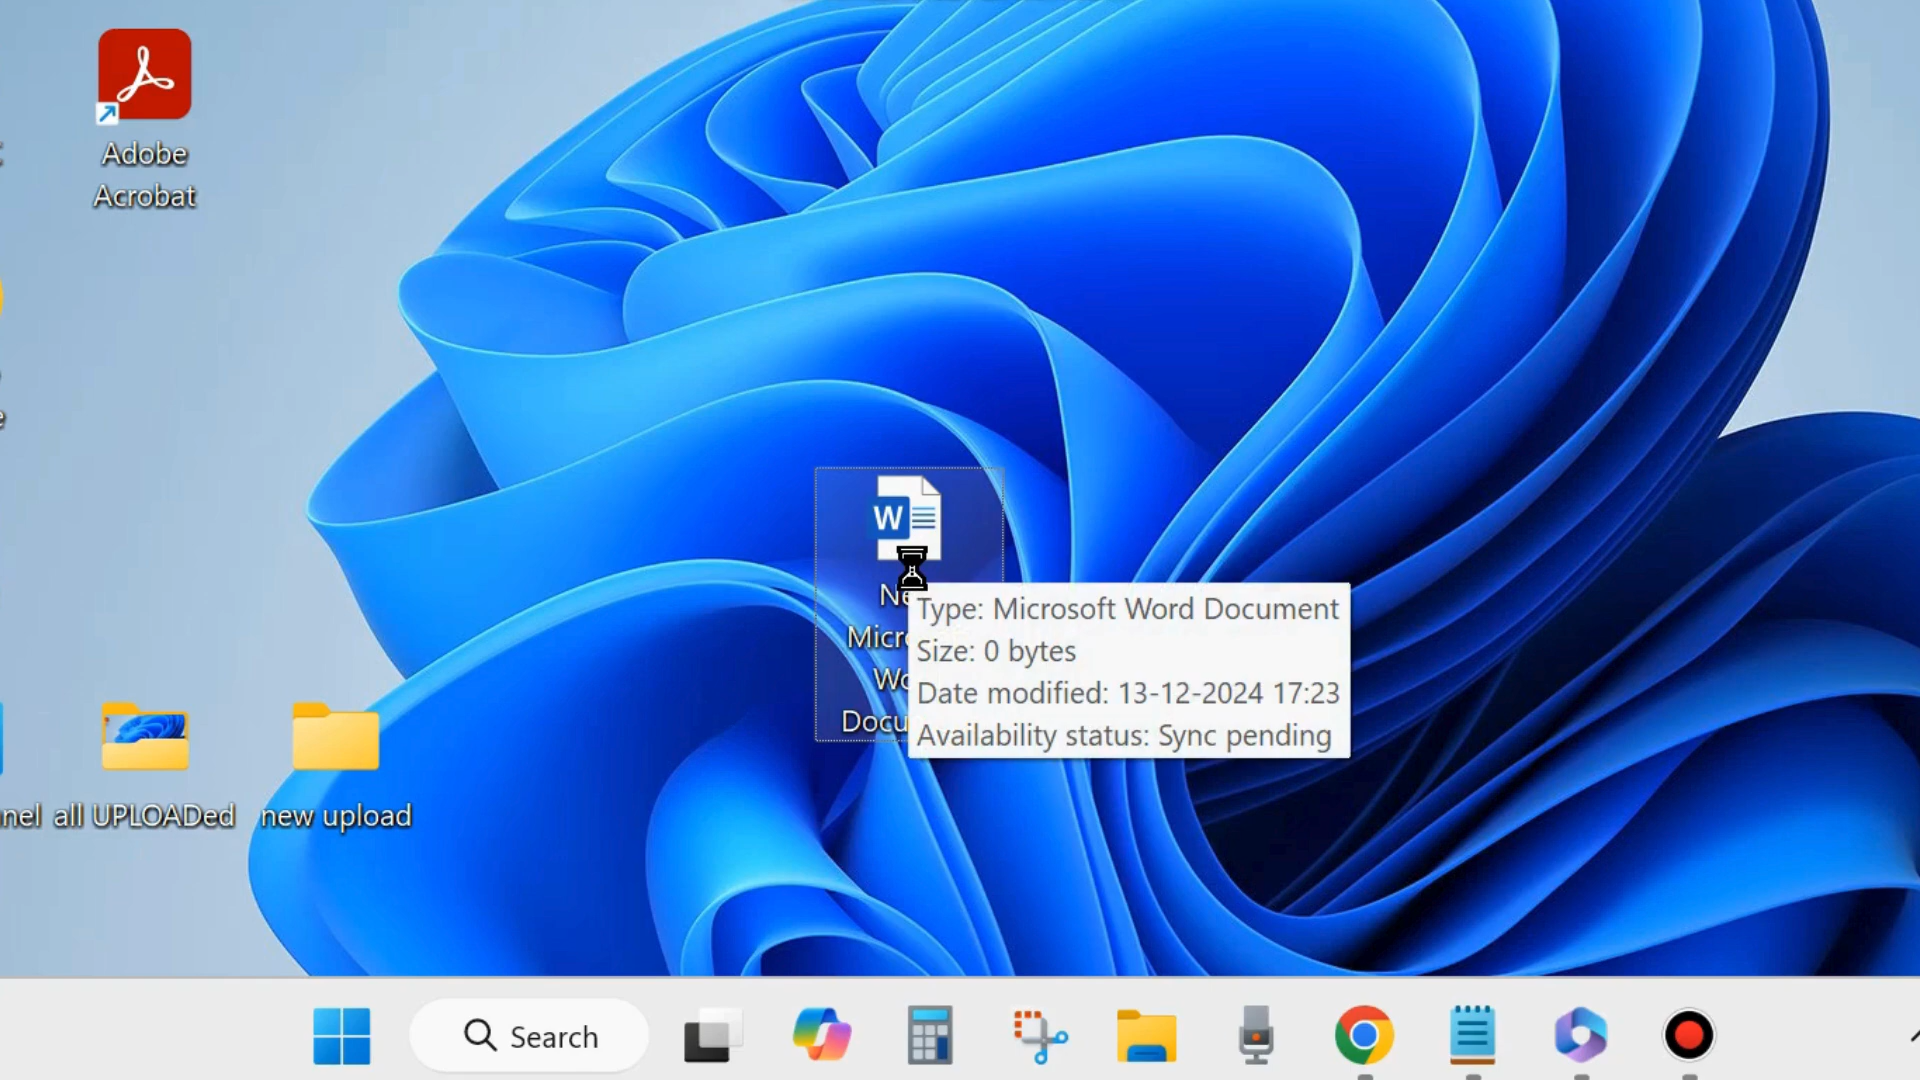 Adobe
Acrobat
W
Type: Microsoft Word Document
Size: 0 bytes
Date modified: 13-12-2024 17:23
Availability status: Sync pending
nel
all UPLOADed
new upload
Search